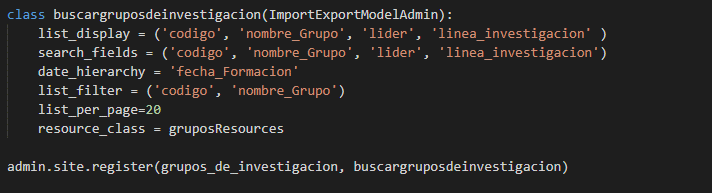 class buscargruposdeinvestigacion(ImportExportModelAdmin):
    list_display = ('codigo', 'nombre_Grupo', 'lider', 'linea_investigacion' )
    search_fields = ('codigo', 'nombre_Grupo', 'lider', 'linea_investigacion')
    date_hierarchy = 'fecha_Formacion'
    list_filter = ('codigo', 'nombre_Grupo')
    list_per_page=20
    resource_class = gruposResources
admin.site.register(grupos_de_investigacion, buscargruposdeinvestigacion)